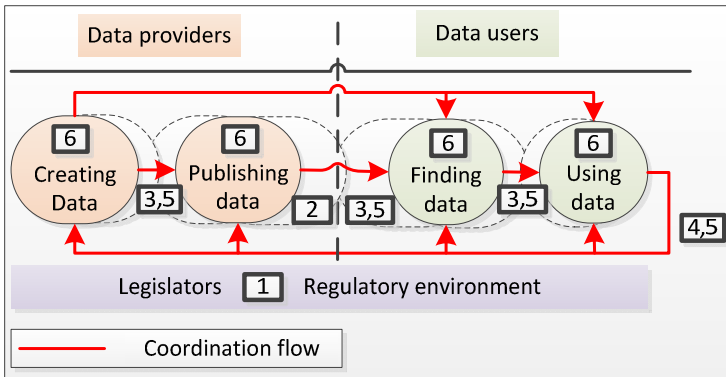 Data providers
Data users
6
6
6
6
Creating
Data
Publishing
data
Finding
data
Using
data
3,5
2
3,5
3,5
4,5
Legislators 1 Regulatory environment
Coordination flow